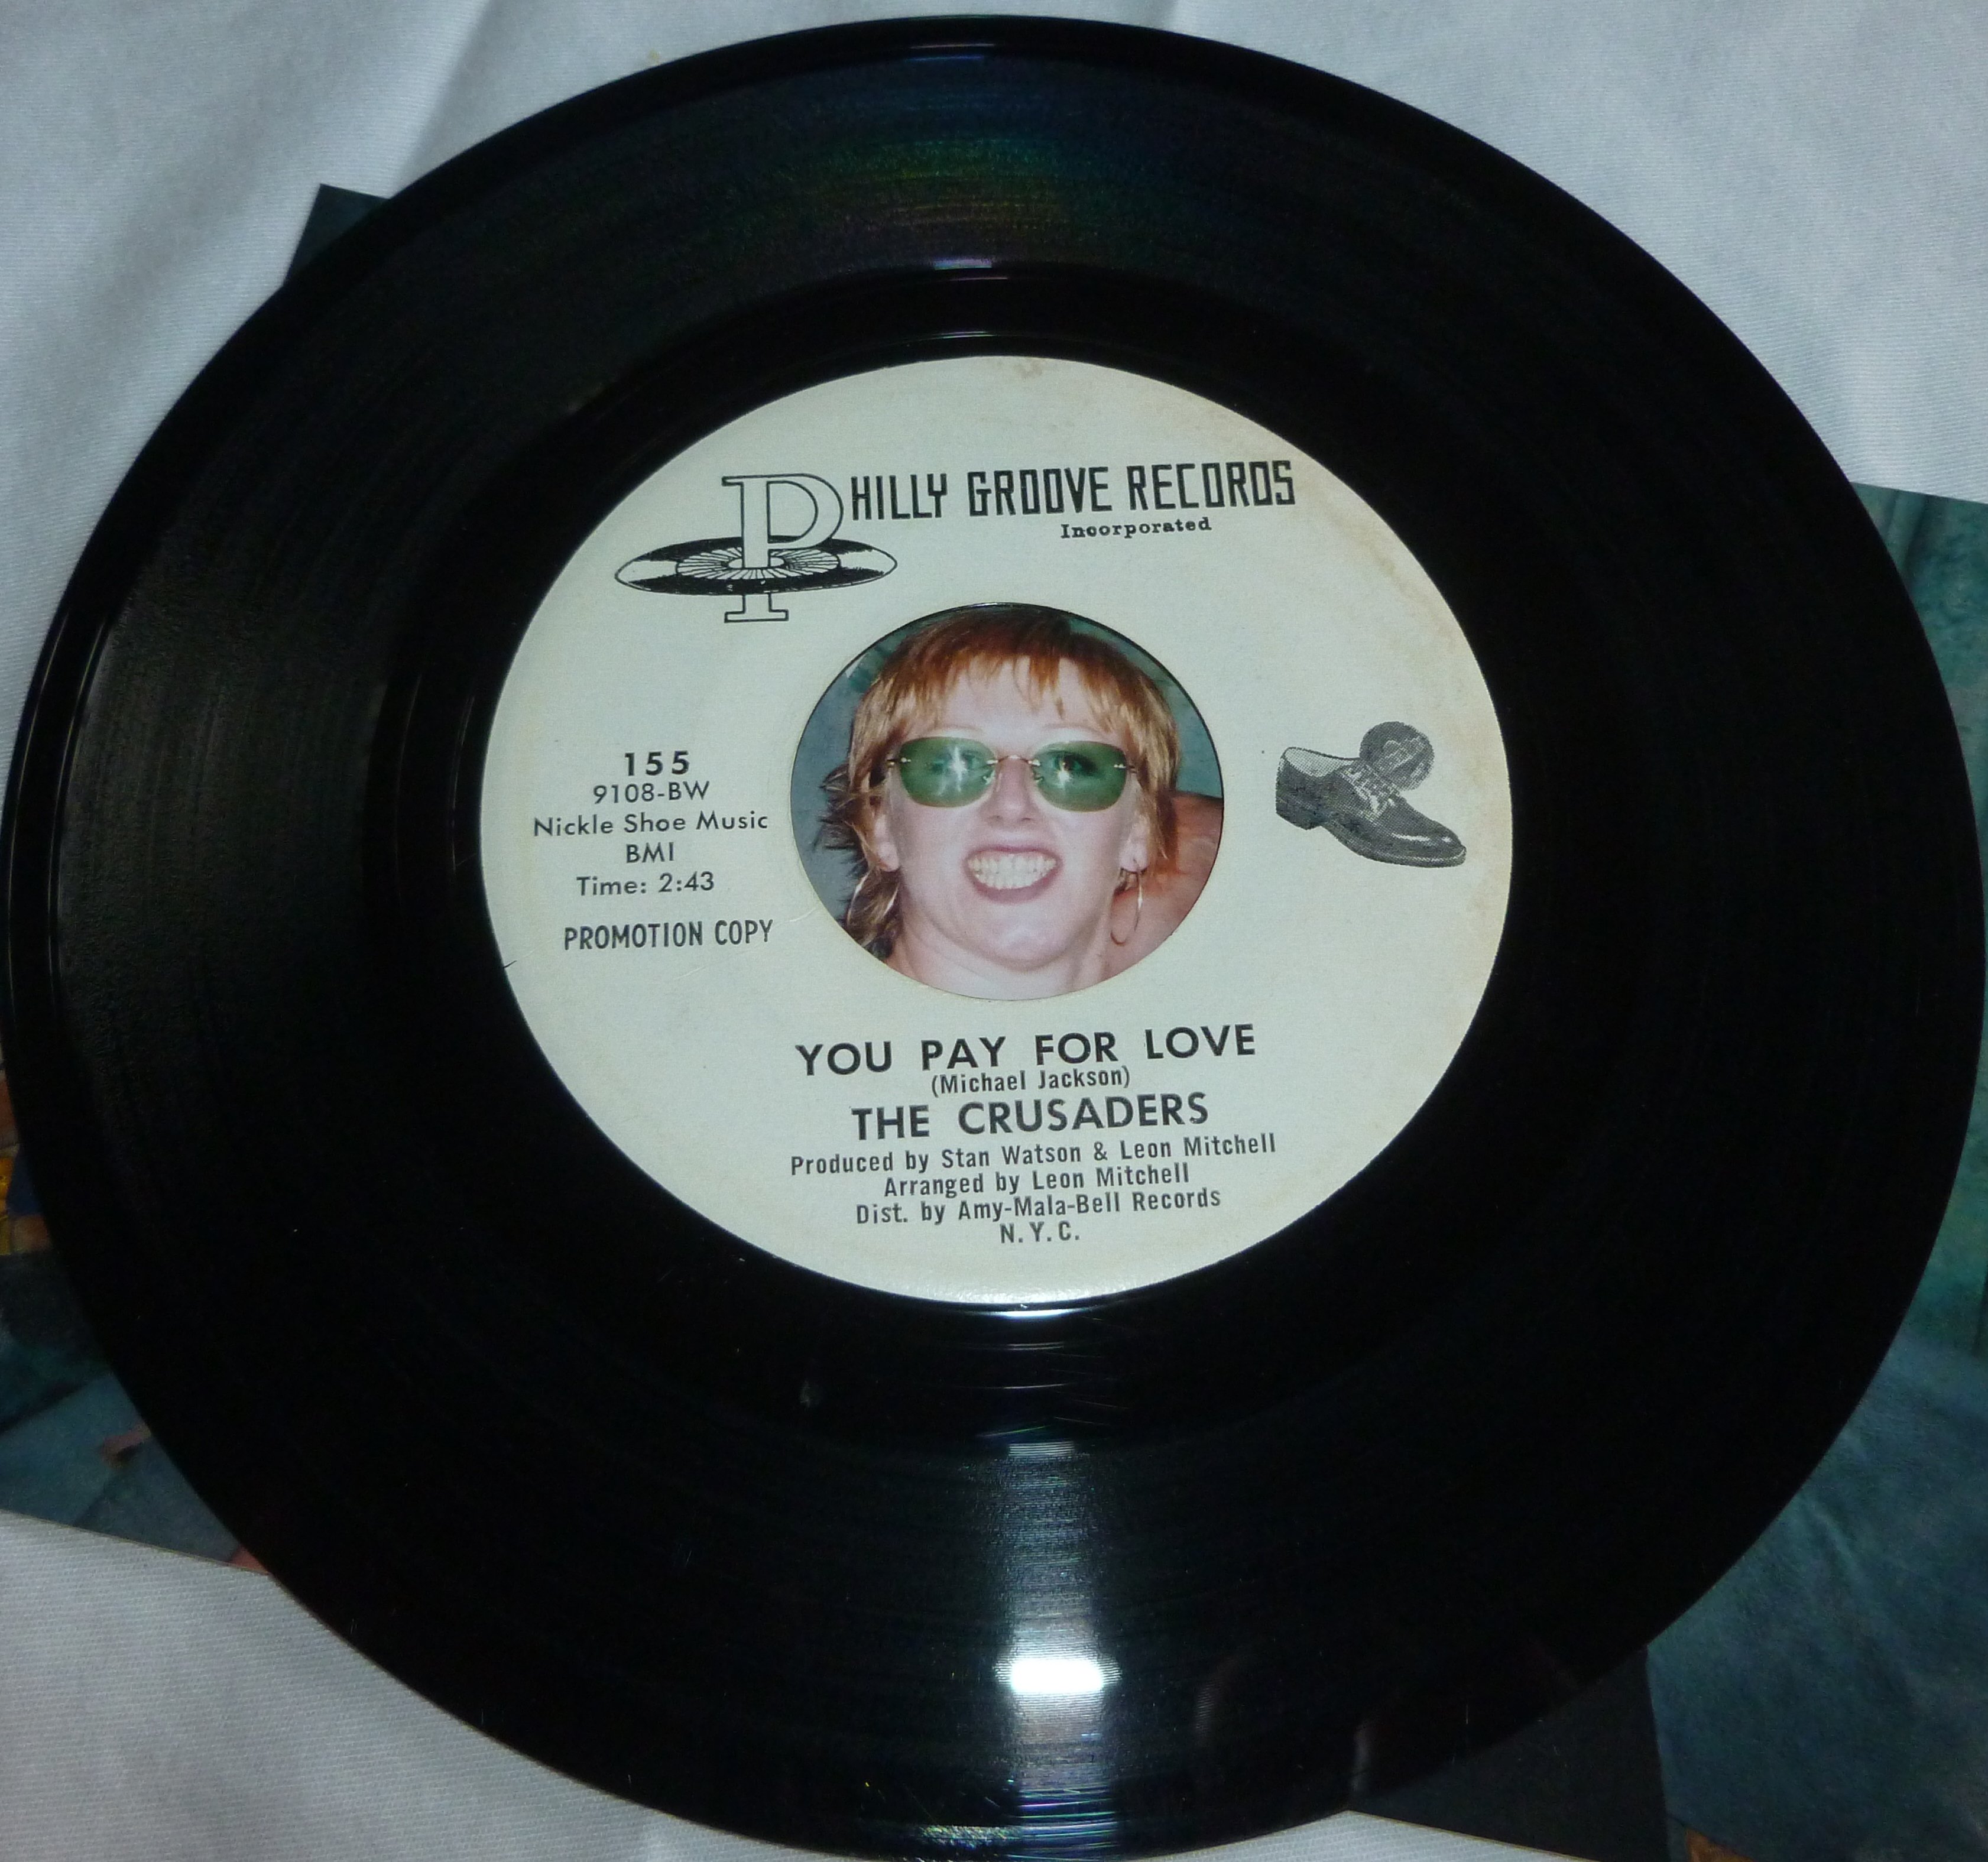 PHILLY GROOVE RECORDS
Incorporated
155
9108-BW
Nickle Shoe Music
BMI
Time: 2:43
PROMOTION COPY
YOU PAY FOR LOVE
(Michael Jackson)
THE CRUSADERS
Produced by Stan Watson & Leon Mitchell
Arranged by Leon Mitchell
Dist. by Amy-Mala-Bell Records
N.Y.C.